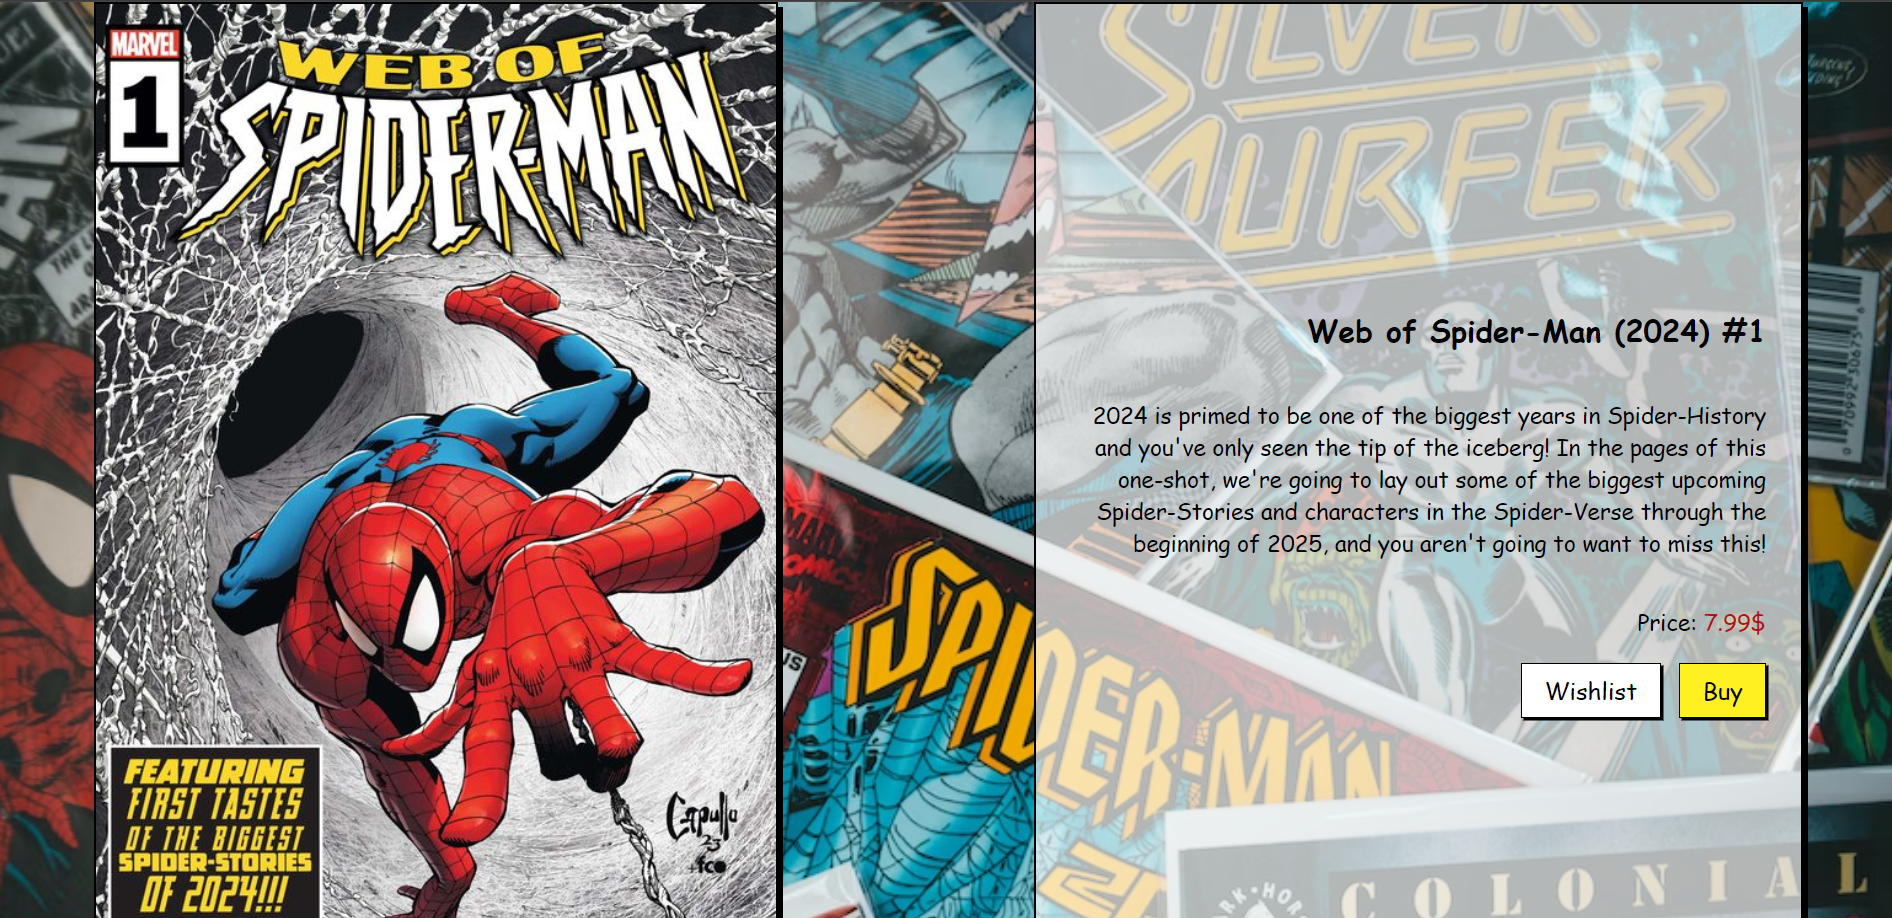 MARVEL
1
WEB OF
SPIDER-MAN
FEATURING
FIRST TASTES
OF THE BIGGEST
SPIDER-STORIES
OF 2024!!!
Capullo
23
+fco
SILVER
SURFER
Web of Spider-Man (2024) #1
2024 is primed to be one of the biggest years in Spider-History
and you've only seen the tip of the iceberg! In the pages of this
one-shot, we're going to lay out some of the biggest upcoming
Spider-Stories and characters in the Spider-Verse through the
beginning of 2025, and you aren't going to want to miss this!
Price: 7.99$
Wishlist
Buy
SPIDER-MAN
COLONIAL